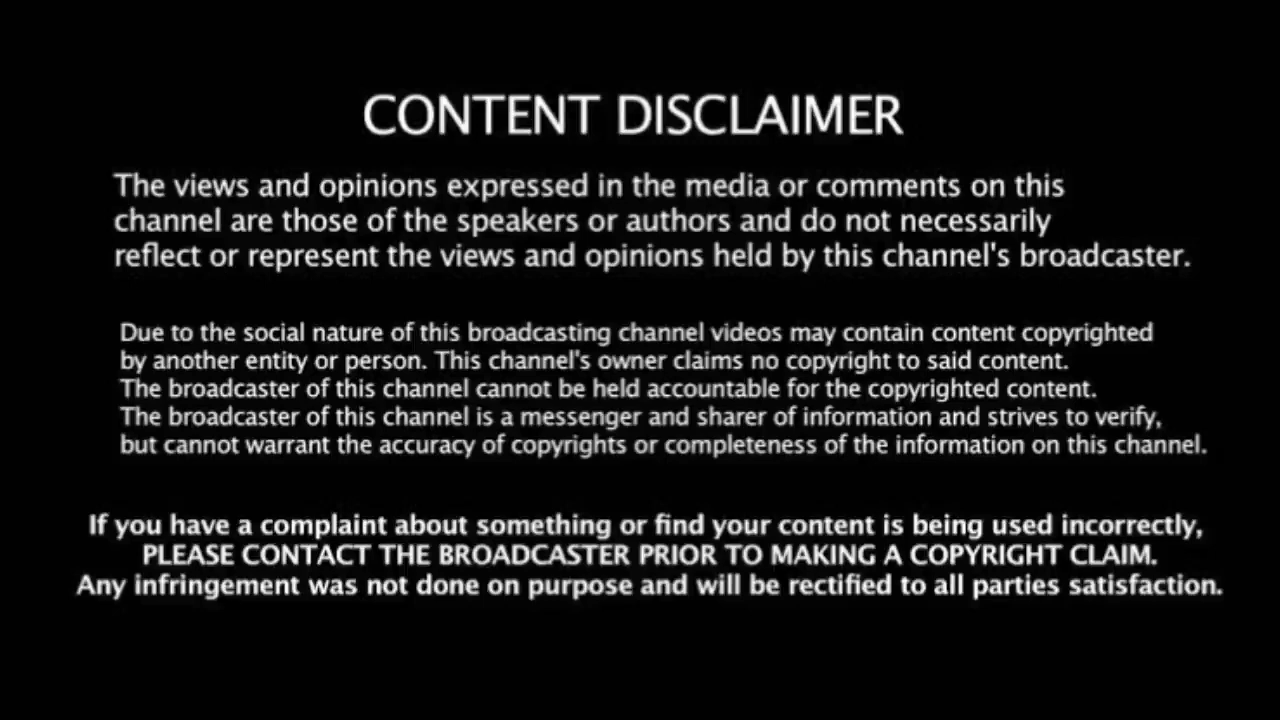 CONTENT DISCLAIMER
The views and opinions expressed in the media or comments on this
channel are those of the speakers or authors and do not necessarily
reflect or represent the views and opinions held by this channel's broadcaster.
Due to the social nature of this broadcasting channel videos may contain content copyrighted
by another entity or person. This channel's owner claims no copyright to said content.
The broadcaster of this channel cannot be held accountable for the copyrighted content.
The broadcaster of this channel is a messenger and sharer of information and strives to verify,
but cannot warrant the accuracy of copyrights or completeness of the information on this channel.
If you have a complaint about something or find your content is being used incorrectly,
PLEASE CONTACT THE BROADCASTER PRIOR TO MAKING A COPYRIGHT CLAIM.
Any infringement was not done on purpose and will be rectified to all parties satisfaction.